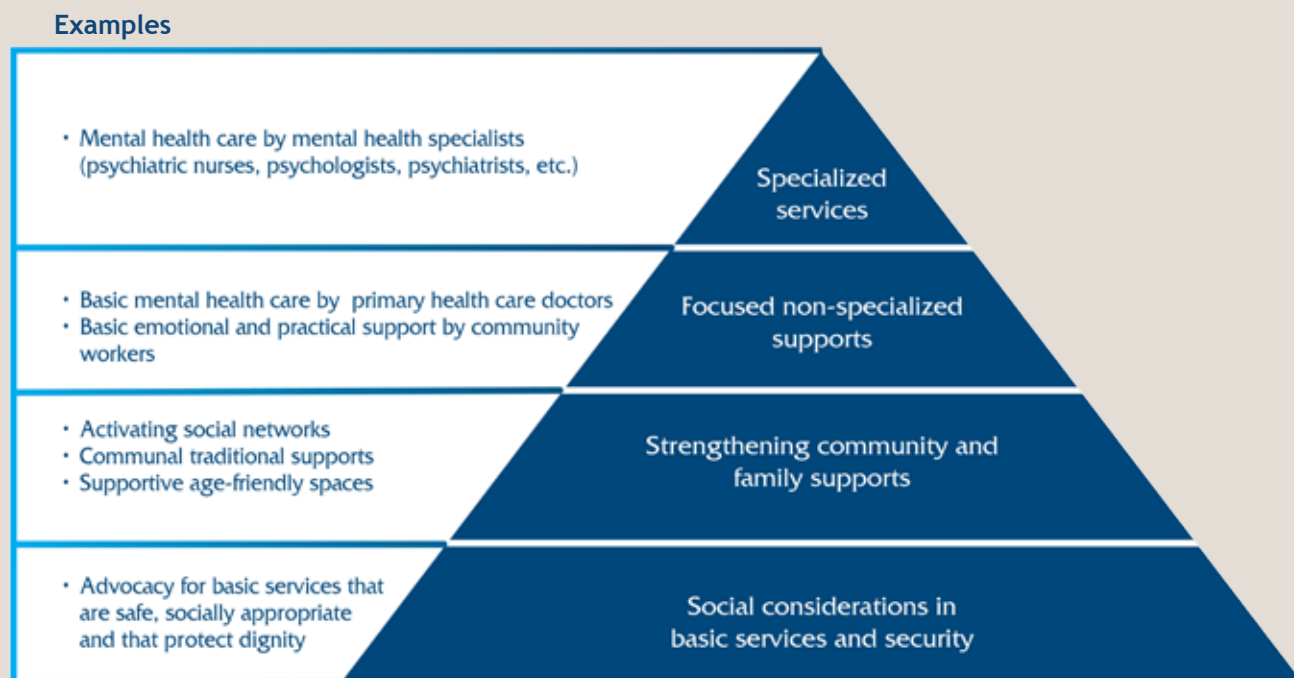 Examples
• Mental health care by mental health specialists
(psychiatric nurses, psychologists, psychiatrists, etc.)
Specialized
services
• Basic mental health care by primary health care doctors
• Basic emotional and practical support by community
workers
Focused non-specialized
supports
• Activating social networks
• Communal traditional supports
• Supportive age-friendly spaces
Strengthening community and
family supports
• Advocacy for basic services that
are safe, socially appropriate
and that protect dignity
Social considerations in
basic services and security